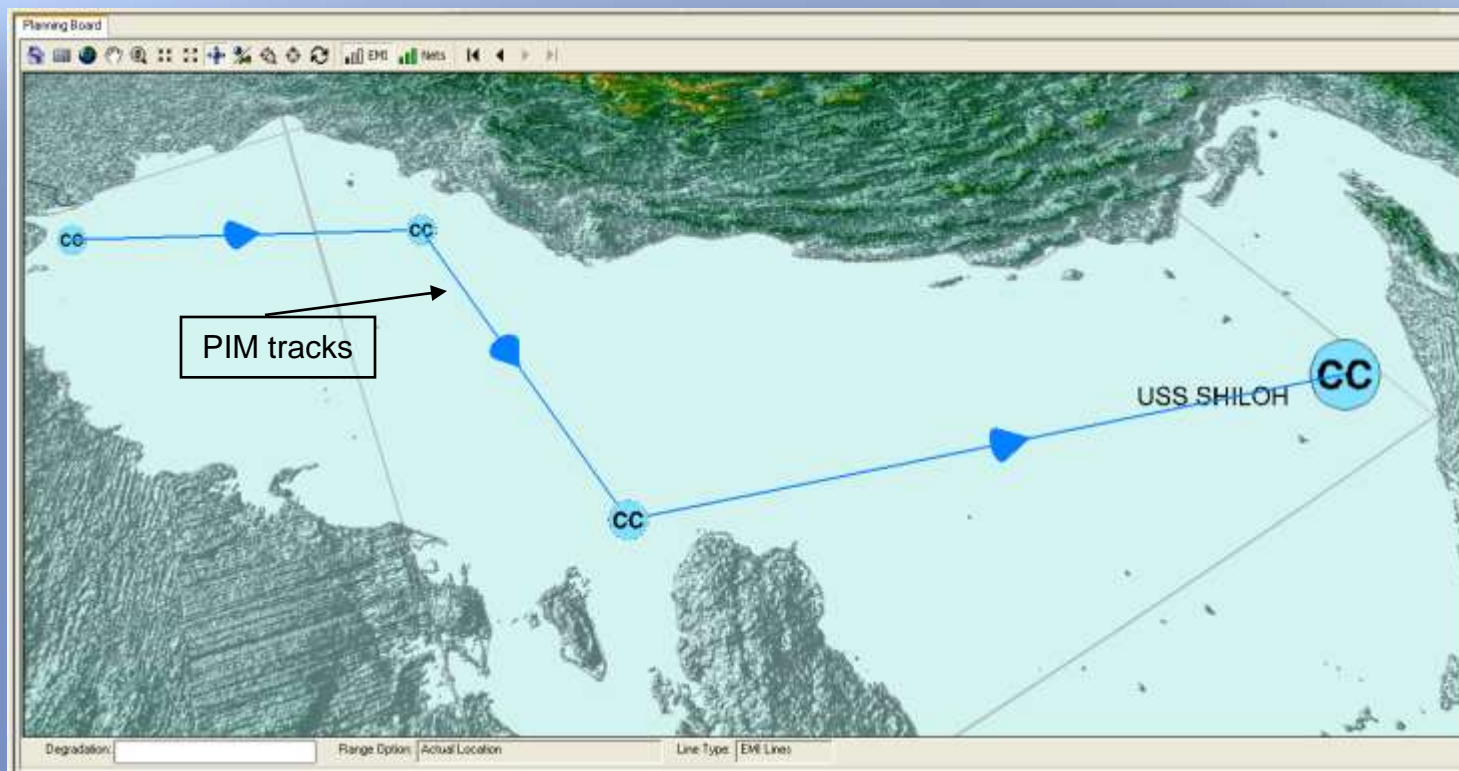 Planning Board
EMI Nets
CC
CC
PIM tracks
CC
USS SHILOH
CC
Degradation: Range Option: Actual Location Line Type: EMI Lines